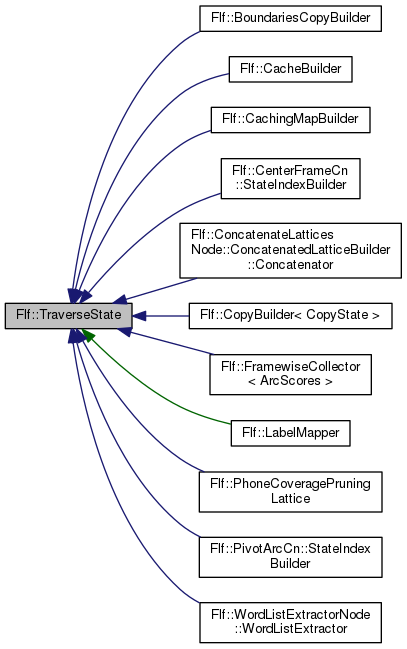 Flf::BoundariesCopyBuilder
Flf::CacheBuilder
Flf::CachingMapBuilder
Flf::CenterFrameCn
::StateIndexBuilder
Flf::ConcatenateLattices
Node::ConcatenatedLatticeBuilder
::Concatenator
Flf::TraverseState
Flf::CopyBuilder< CopyState >
Flf::FramewiseCollector
< ArcScores >
Flf::LabelMapper
Flf::PhoneCoveragePruning
Lattice
Flf::PivotArcCn::StateIndex
Builder
Flf::WordListExtractorNode
::WordListExtractor